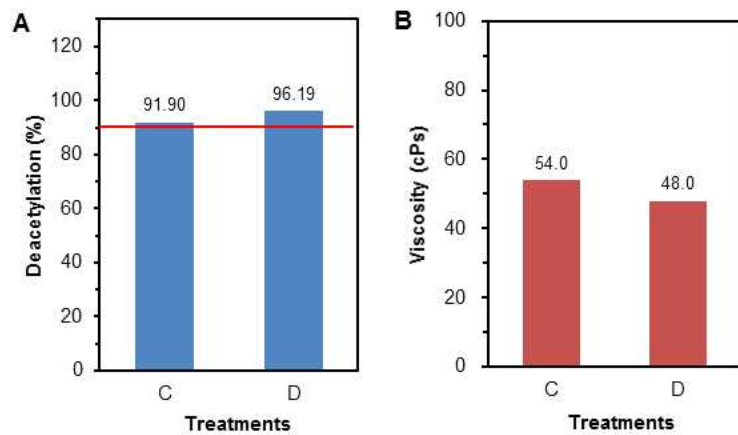 A
Deacetylation (%)
120
100
80
60
40
20
0
91.90
96.19
C
D
Treatments
B
Viscosity (cPs)
100
80
60
40
20
0
54.0
48.0
C
D
Treatments